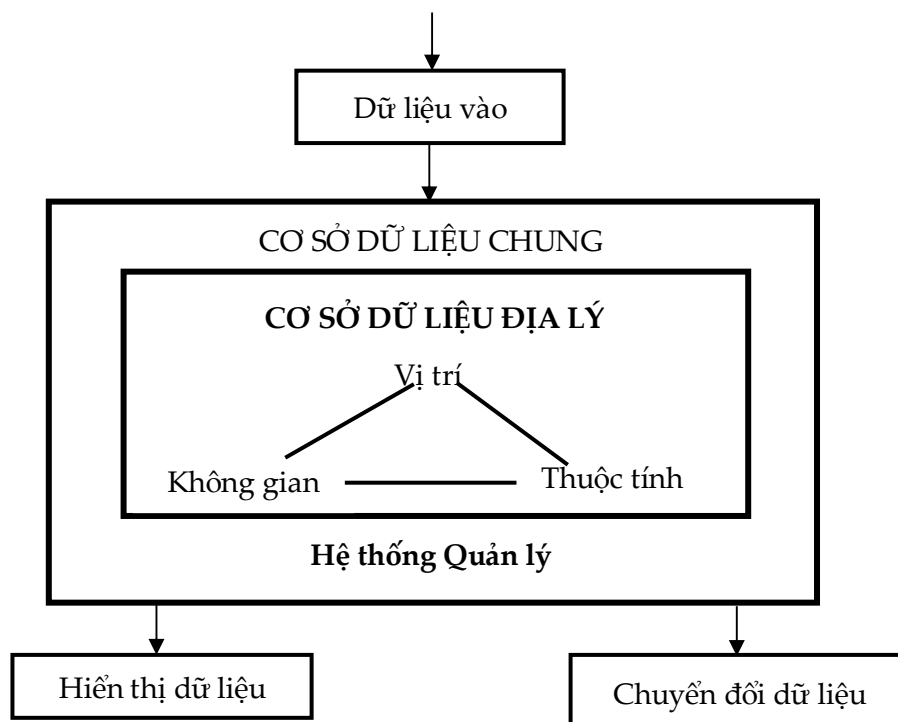 Dữ liệu vào
CƠ SỞ DỮ LIỆU CHUNG
CƠ SỞ DỮ LIỆU ĐỊA LÝ
Vị trí
Không gian
Thuộc tính
Hệ thống Quản lý
Hiển thị dữ liệu
Chuyển đổi dữ liệu